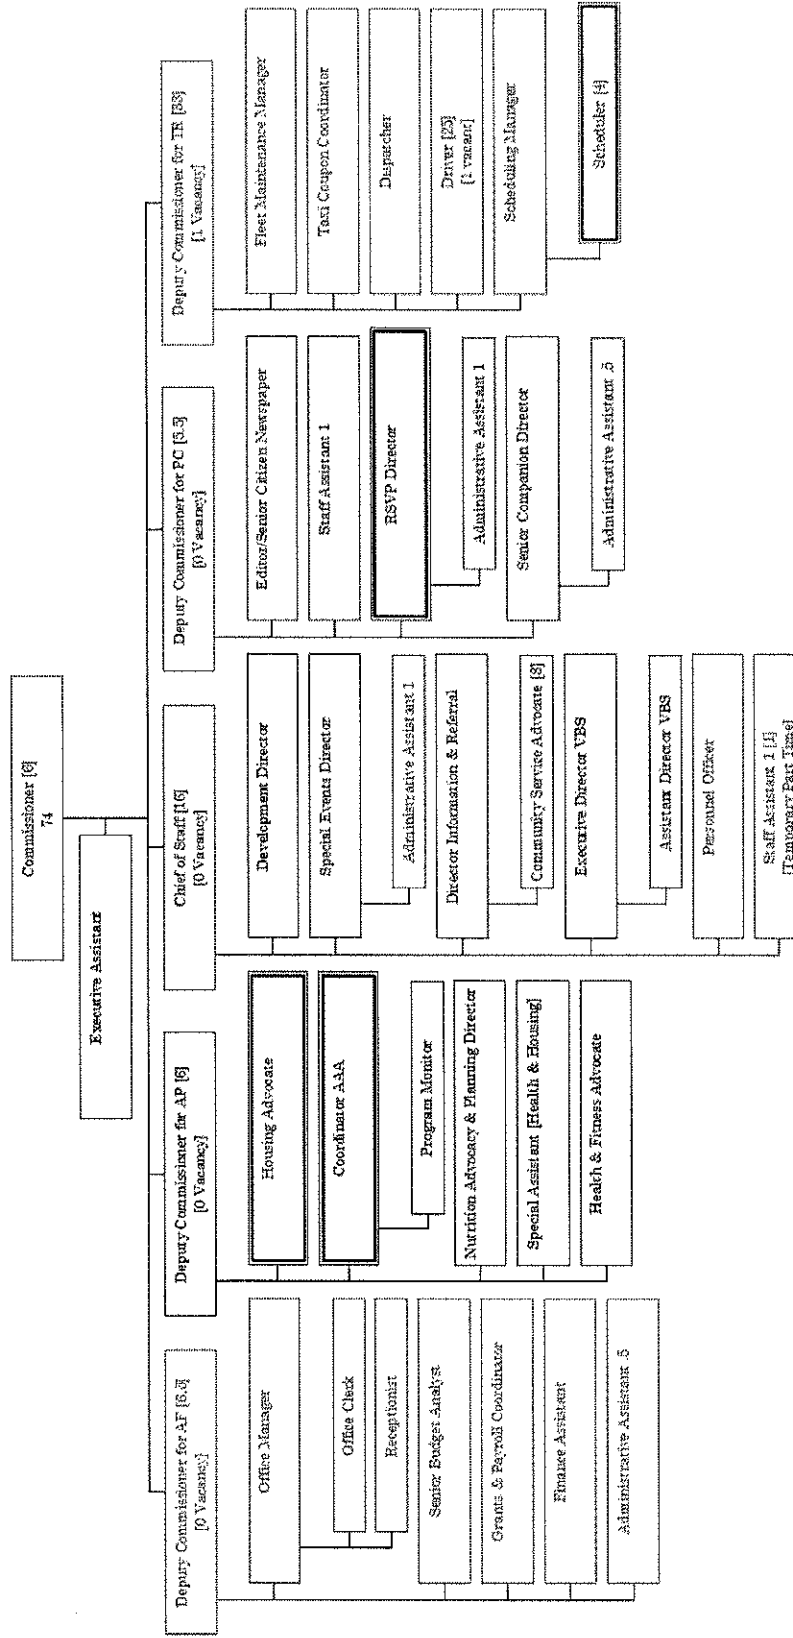 Commissioner [6]
74
Executive Assistant
Deputy Commissioner for AF [6.5]
[0 Vacancy]
Office Manager
Office Clerk
Receptionist
Senior Budget Analyst
Grants & Payroll Coordinator
Finance Assistant
Administrative Assistant .5
Deputy Commissioner for AP [6]
[0 Vacancy]
Housing Advocate
Coordinator AAA
Program Monitor
Nutrition Advocacy & Planning Director
Special Assistant [Health & Housing]
Health & Fitness Advocate
Chief of Staff [16]
[0 Vacancy]
Development Director
Special Events Director
Administrative Assistant 1
Director Information & Referral
Community Service Advocate [8]
Executive Director VBS
Assistant Director VBS
Personnel Officer
Staff Assistant 1 [1]
[Temporary Part Time]
Deputy Commissioner for PC [5.5]
[0 Vacancy]
Editor/Senior Citizen Newspaper
Staff Assistant 1
RSVP Director
Administrative Assistant 1
Senior Companion Director
Administrative Assistant .5
Deputy Commissioner for TR [33]
[1 Vacancy]
Fleet Maintenance Manager
Taxi Coupon Coordinator
Dispatcher
Driver [25]
[1 vacant]
Scheduling Manager
Scheduler [4]